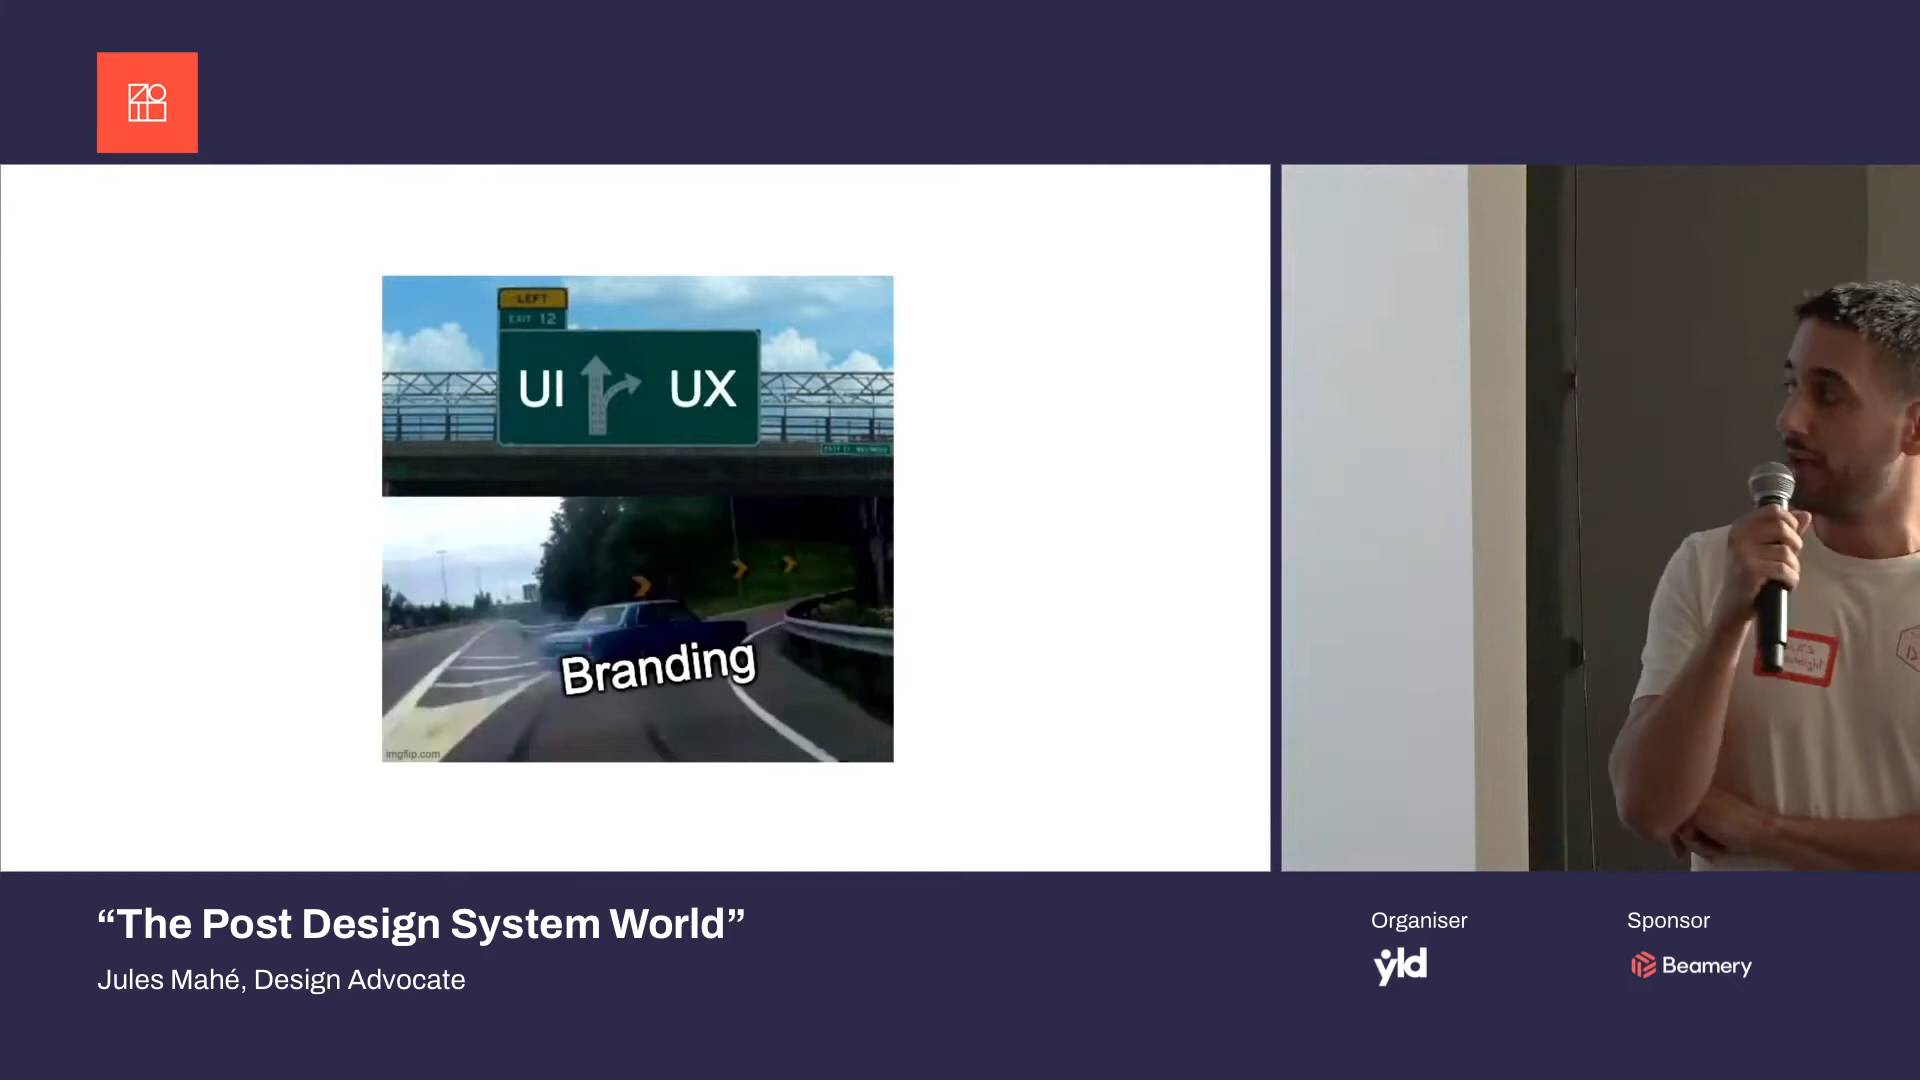 LEFT
EXIT 12
UI UX
Branding
imgflip.com
“The Post Design System World”
Jules Mahé, Design Advocate
Organiser
yld
Sponsor
Beamery